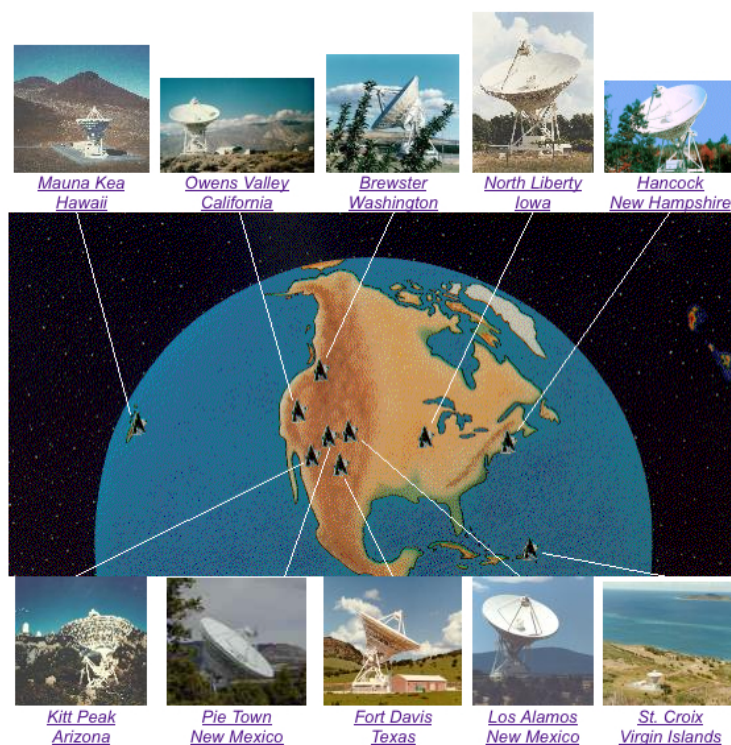 Mauna Kea
Hawaii
Owens Valley
California
Brewster
Washington
North Liberty
Iowa
Hancock
New Hampshire
Kitt Peak
Arizona
Pie Town
New Mexico
Fort Davis
Texas
Los Alamos
New Mexico
St. Croix
Virgin Islands